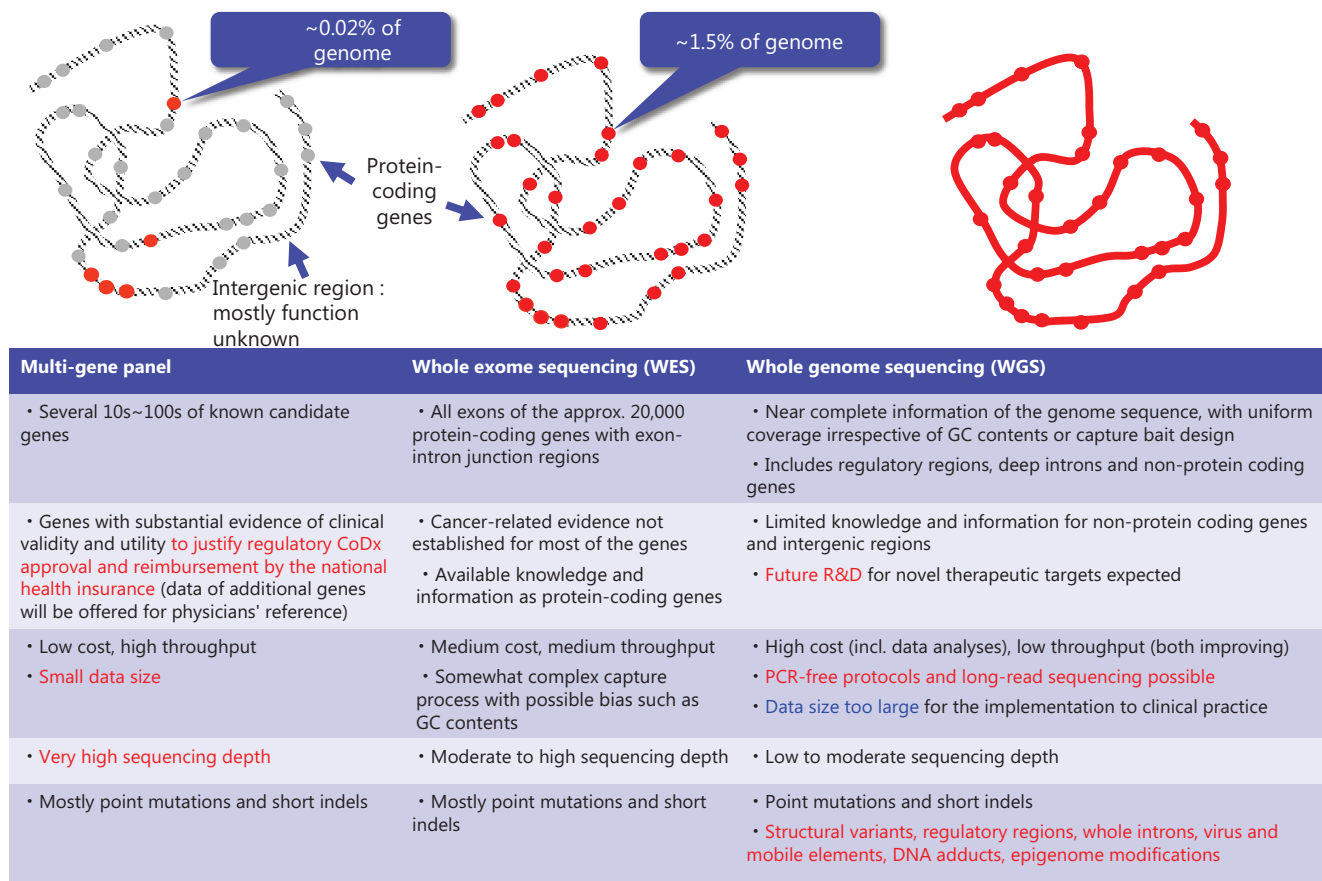 ~0.02% of
genome
~1.5% of genome
Protein-
coding
genes
Intergenic region :
mostly function
unknown
Multi-gene panel
Whole exome sequencing (WES)
Whole genome sequencing (WGS)
・Several 10s~100s of known candidate
genes
・All exons of the approx. 20,000
protein-coding genes with exon-
intron junction regions
・Near complete information of the genome sequence, with uniform
coverage irrespective of GC contents or capture bait design
・Includes regulatory regions, deep introns and non-protein coding
genes
・Genes with substantial evidence of clinical
validity and utility to justify regulatory CoDx
approval and reimbursement by the national
health insurance (data of additional genes
will be offered for physicians' reference)
・Cancer-related evidence not
established for most of the genes
・Available knowledge and
information as protein-coding genes
・Limited knowledge and information for non-protein coding genes
and intergenic regions
・Future R&D for novel therapeutic targets expected
・Low cost, high throughput
・Small data size
・Medium cost, medium throughput
・Somewhat complex capture
process with possible bias such as
GC contents
・High cost (incl. data analyses), low throughput (both improving)
・PCR-free protocols and long-read sequencing possible
・Data size too large for the implementation to clinical practice
・Very high sequencing depth
・Moderate to high sequencing depth
・Low to moderate sequencing depth
・Mostly point mutations and short indels
・Mostly point mutations and short
indels
・Point mutations and short indels
・Structural variants, regulatory regions, whole introns, virus and
mobile elements, DNA adducts, epigenome modifications